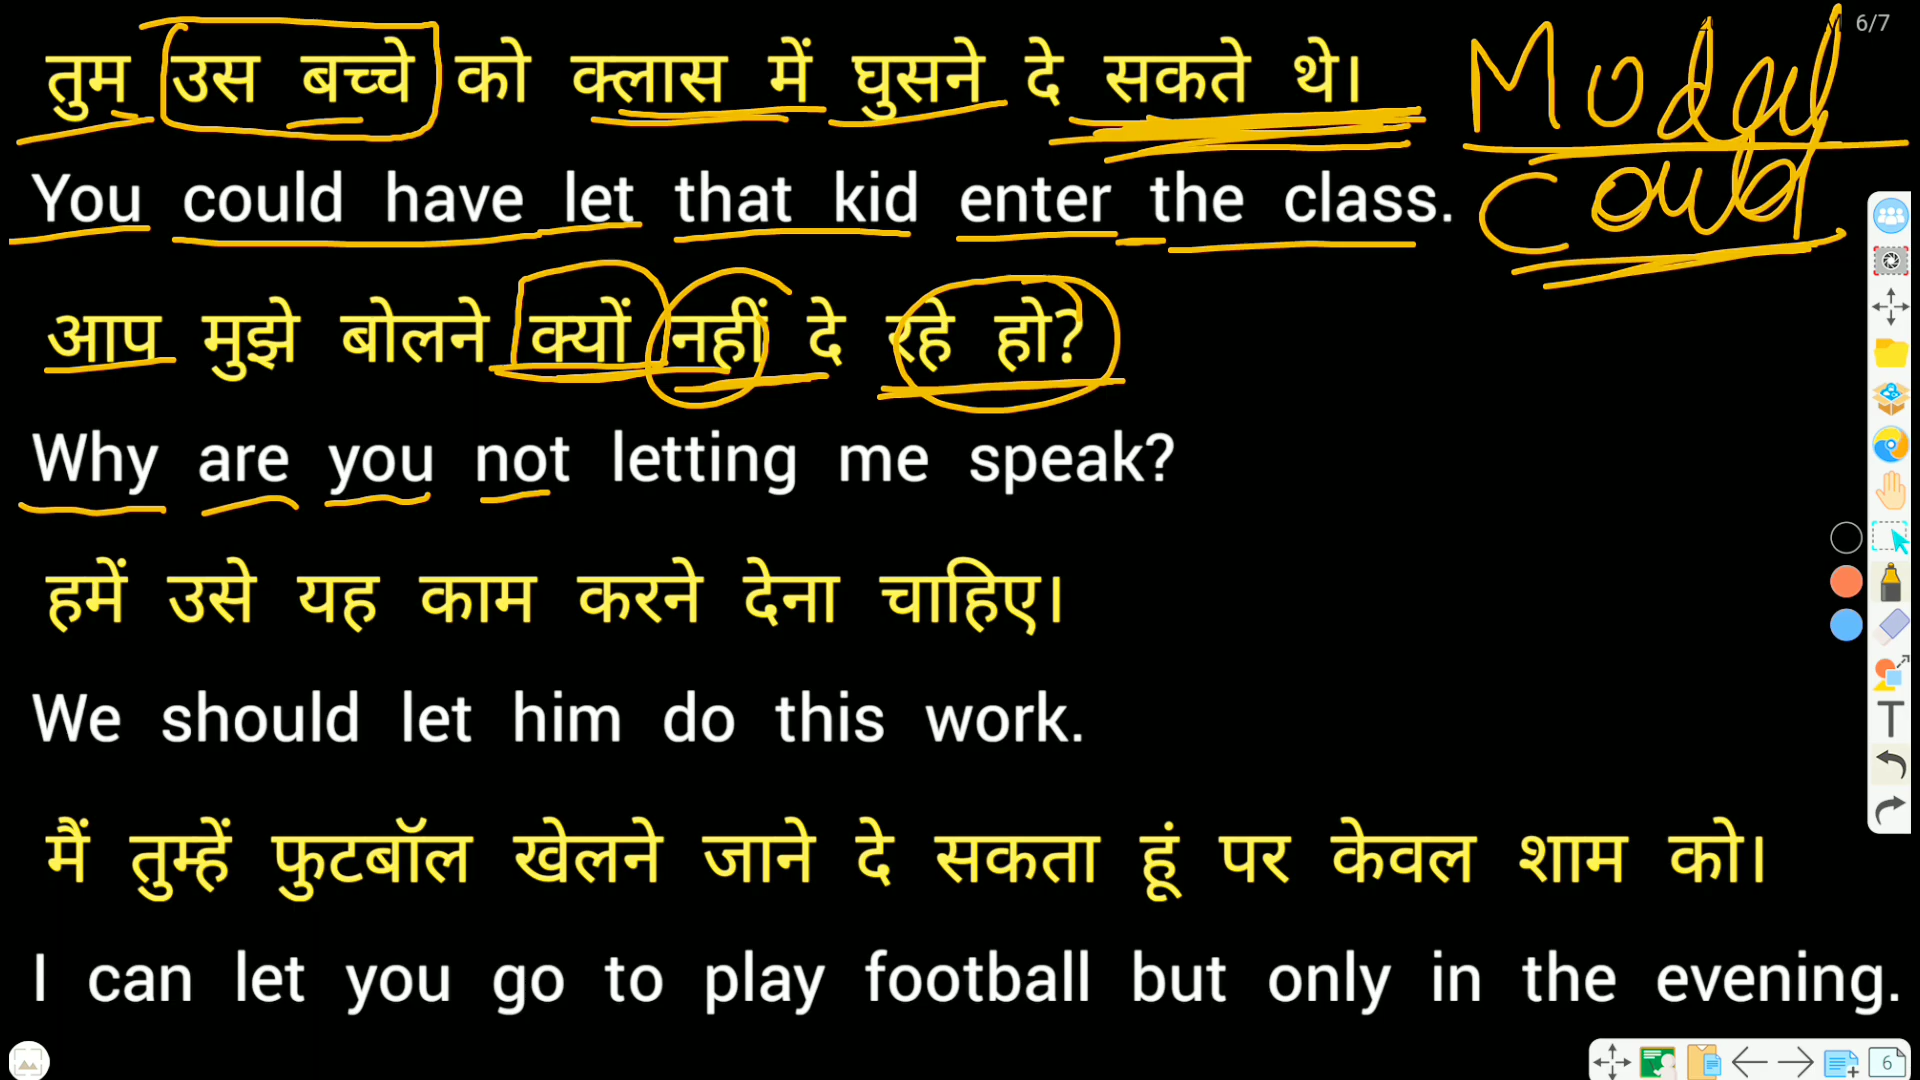 6/7
तुम उस बच्चे को क्लास में घुसने दे सकते थे।
Modal
You could have let that kid enter the class.
Could
आप मुझे बोलने क्यों नहीं दे रहे हो?
Why are you not letting me speak?
हमें उसे यह काम करने देना चाहिए।
We should let him do this work.
मैं तुम्हें फुटबॉल खेलने जाने दे सकता हूं पर केवल शाम को।
I can let you go to play football but only in the evening.
T
6